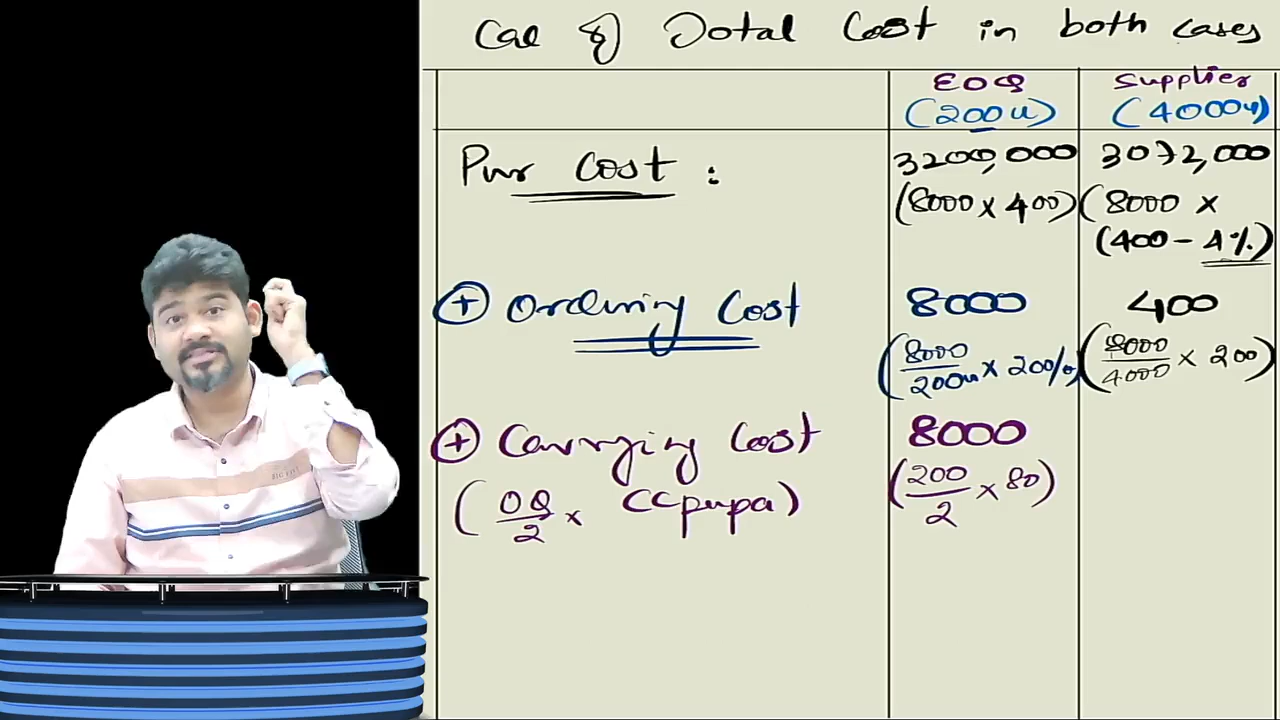 Cal of Total Cost in both cases
EOQ Supplier
(200u) (4000u)
Pur Cost : 3200,000 3072,000
(8000 x 400) (8000 x
(400 - 4%)
+ Ordering Cost 8000 400
(8000/200u x 200/o) (8000/4000 x 200)
+ Carrying Cost 8000
(OQ/2 x CCpupa) (200/2 x 80)